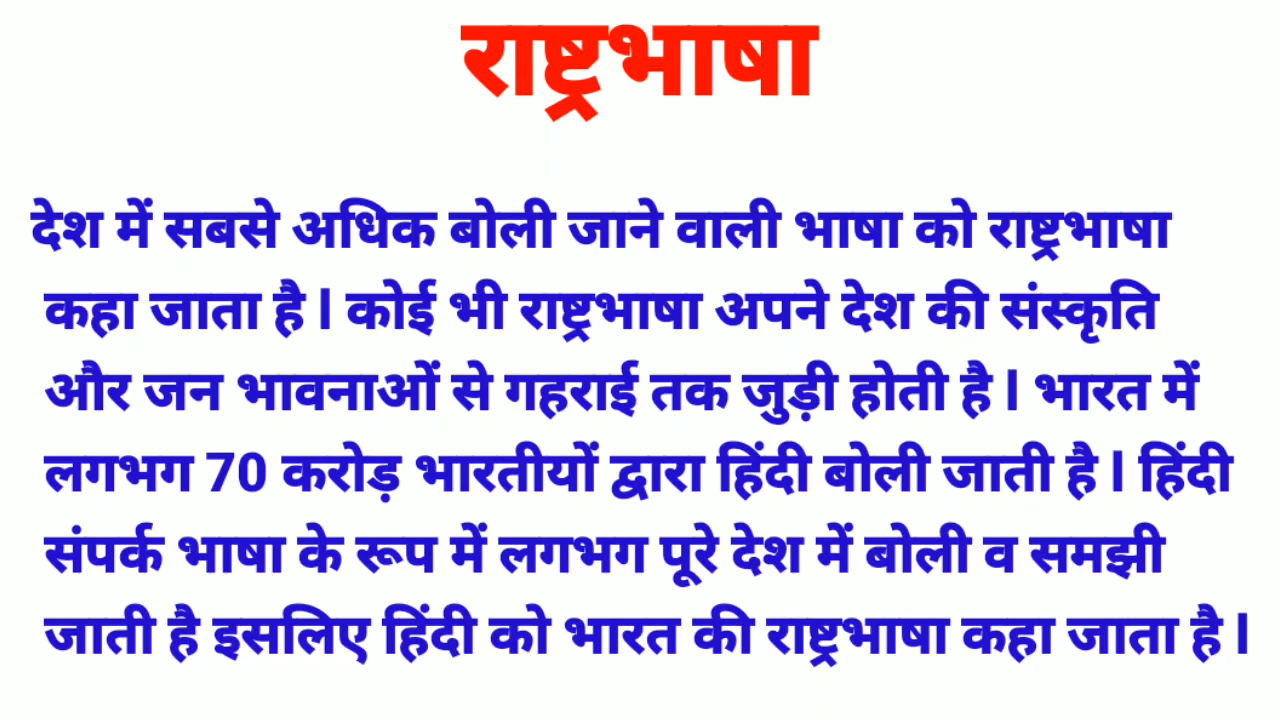 राष्ट्रभाषा
देश में सबसे अधिक बोली जाने वाली भाषा को राष्ट्रभाषा
कहा जाता है l कोई भी राष्ट्रभाषा अपने देश की संस्कृति
और जन भावनाओं से गहराई तक जुड़ी होती है l भारत में
लगभग 70 करोड़ भारतीयों द्वारा हिंदी बोली जाती है l हिंदी
संपर्क भाषा के रूप में लगभग पूरे देश में बोली व समझी
जाती है इसलिए हिंदी को भारत की राष्ट्रभाषा कहा जाता है l